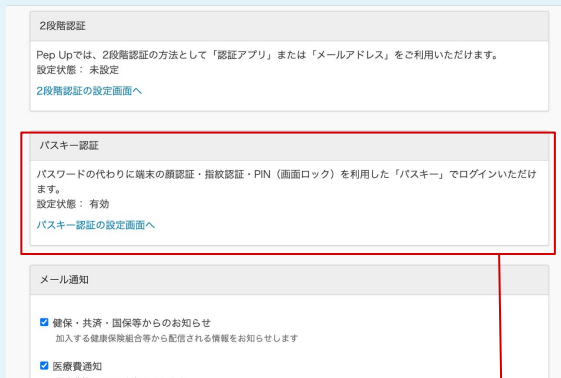 2段階認証
Pep Upでは、2段階認証の方法として「認証アプリ」または「メールアドレス」をご利用いただけます。
設定状態： 未設定
2段階認証の設定画面へ
パスキー認証
パスワードの代わりに端末の顔認証・指紋認証・PIN（画面ロック）を利用した「パスキー」でログインいただけ
ます。
設定状態： 有効
パスキー認証の設定画面へ
メール通知
健保・共済・国保等からのお知らせ
加入する健康保険組合等から配信される情報をお知らせします
医療費通知